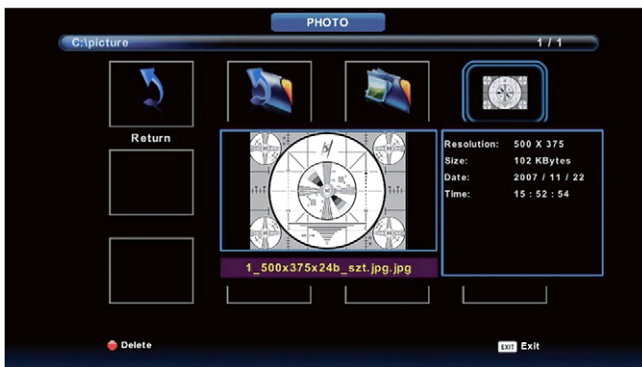 PHOTO
C:\picture
1 / 1
Return
Resolution: 500 X 375
Size: 102 KBytes
Date: 2007 / 11 / 22
Time: 15 : 52 : 54
1_500x375x24b_szt.jpg.jpg
Delete
EXIT Exit